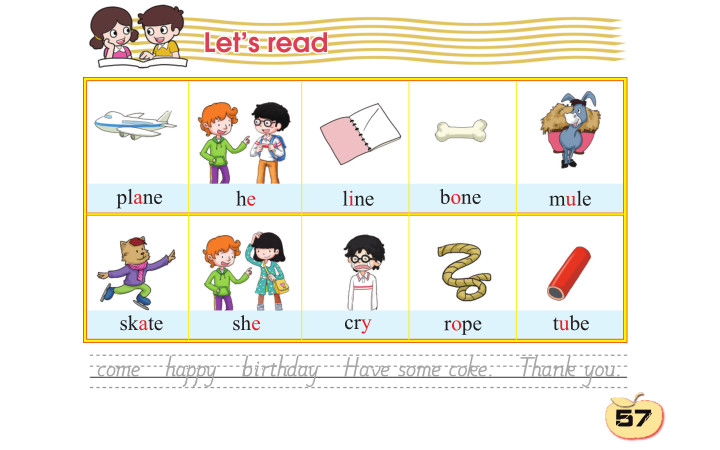 Let's read
plane he line bone mule
skate she cry rope tube
come happy birthday Have some coke. Thank you.
57